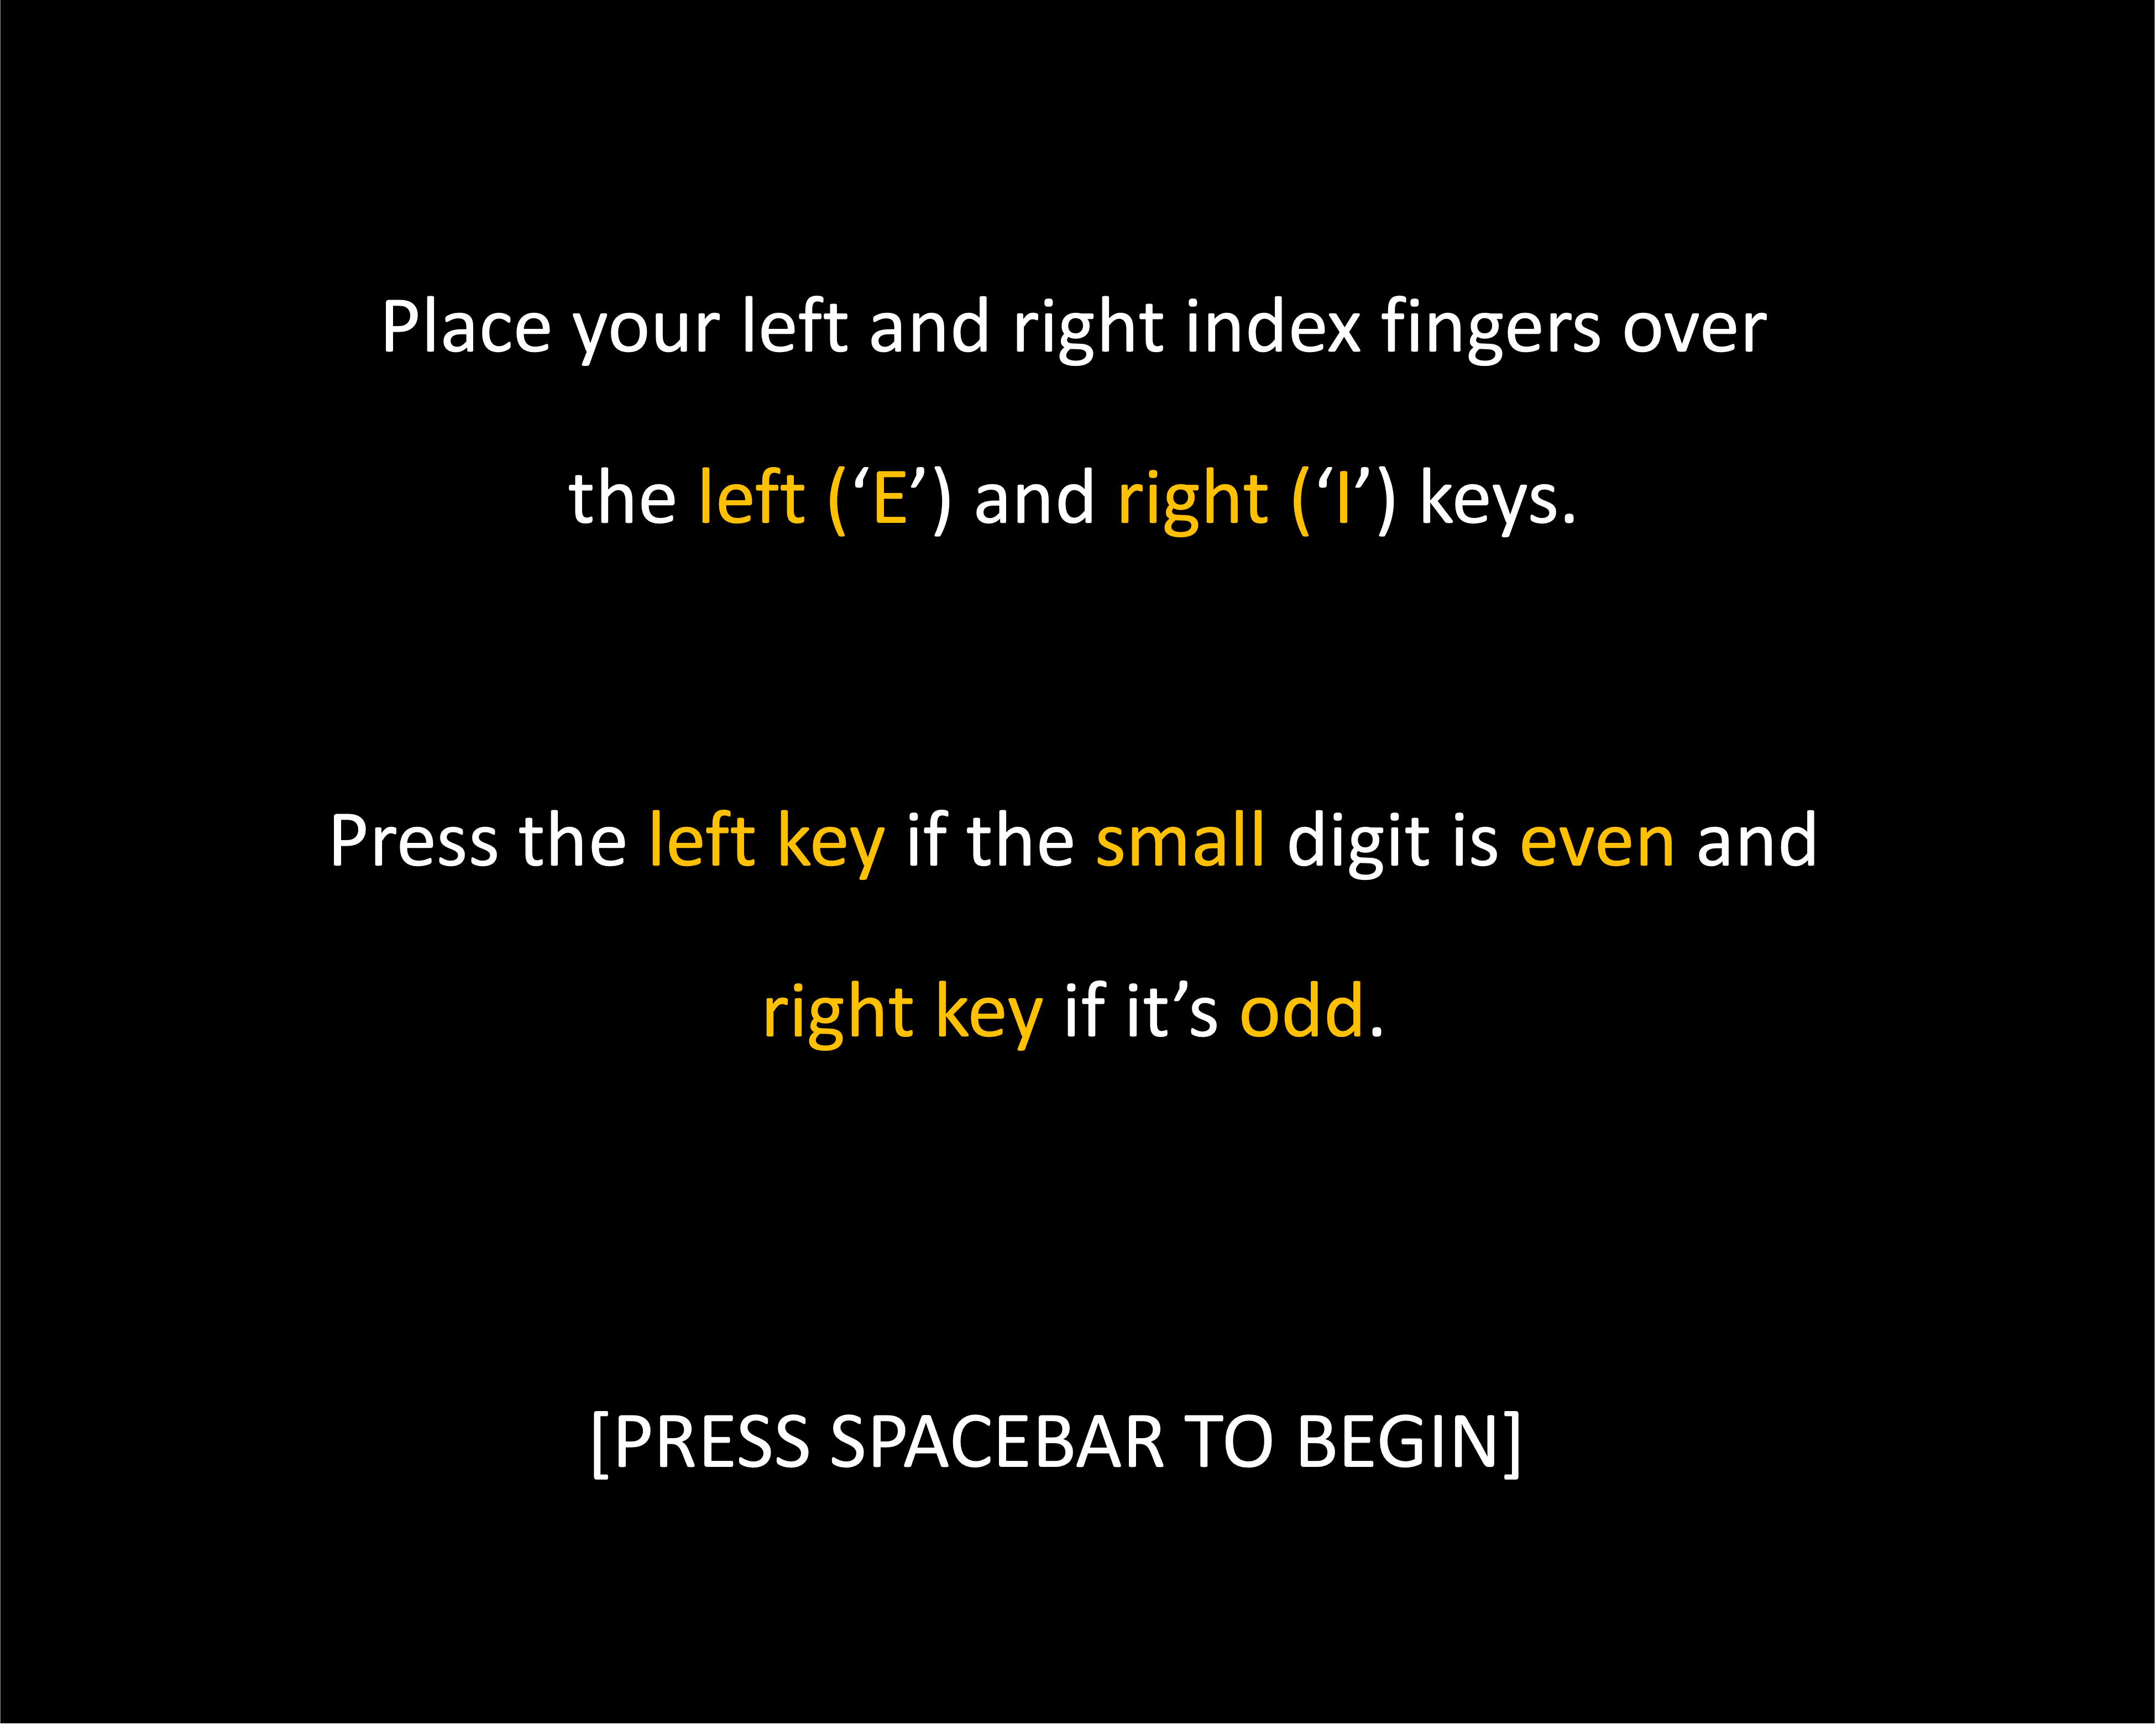 Place your left and right index fingers over
the left (‘E’) and right (‘I’) keys.
Press the left key if the small digit is even and
right key if it’s odd.
[PRESS SPACEBAR TO BEGIN]